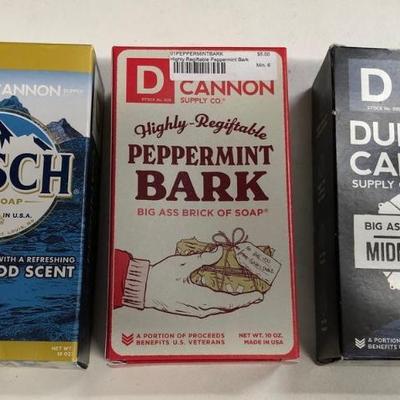 CANNON
SCH
SOAP
IN U.S.A.
WITH A REFRESHING
OD SCENT
NET WT.
10 OZ.
01PEPPERMINTBARK $5.00
Highly Regiftable Peppermint Bark Min. 6
D CANNON
SUPPLY CO.®
Highly-Regiftable
PEPPERMINT
BARK
BIG ASS BRICK OF SOAP®
A PORTION OF PROCEEDS
BENEFITS U.S. VETERANS
NET WT. 10 OZ.
MADE IN USA
D
DU
CA
SUPPLY
BIG AS
MID
A PORTION OF
BENEFITS U.S.